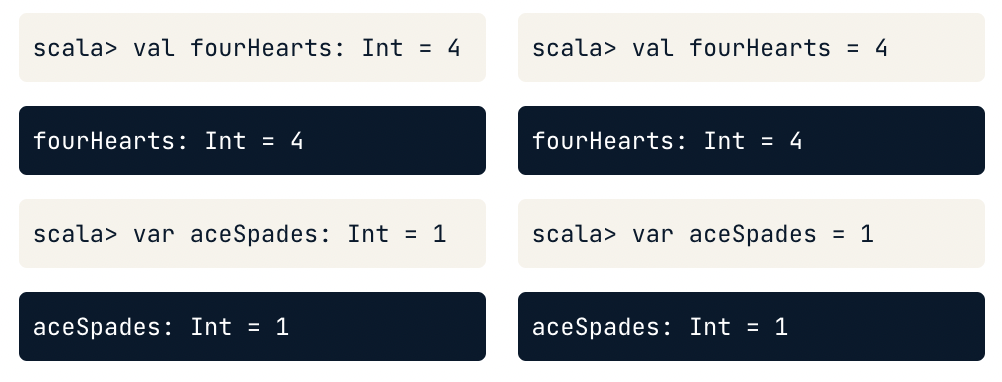 scala> val fourHearts: Int = 4
fourHearts: Int = 4
scala> var aceSpades: Int = 1
aceSpades: Int = 1
scala> val fourHearts = 4
fourHearts: Int = 4
scala> var aceSpades = 1
aceSpades: Int = 1